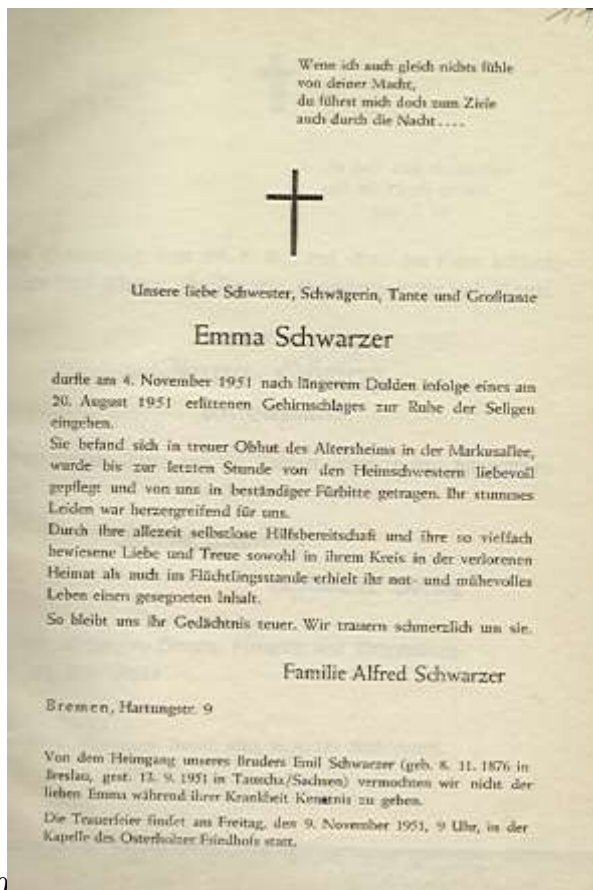 Wenn ich auch gleich nichts fühle
von deiner Macht,
du führst mich doch zum Ziele
auch durch die Nacht....
Unsere liebe Schwester, Schwägerin, Tante und Großtante
Emma Schwarzer
durfte am 4. November 1951 nach längerem Dulden infolge eines am
20. August 1951 erlittenen Gehirnschlages zur Ruhe der Seligen
eingehen.
Sie befand sich in treuer Obhut des Altersheims in der Markusallee,
wurde bis zur letzten Stunde von den Heimschwestern liebevoll
gepflegt und von uns in beständiger Fürbitte getragen. Ihr stummes
Leiden war herzergreifend für uns.
Durch ihre allezeit selbstlose Hilfsbereitschaft und ihre so vielfach
bewiesene Liebe und Treue sowohl in ihrem Kreis in der verlorenen
Heimat als auch im Flüchtlingsstande erhielt ihr not- und mühevolles
Leben einen gesegneten Inhalt.
So bleibt uns ihr Gedächtnis teuer. Wir trauern schmerzlich um sie.
Familie Alfred Schwarzer
Bremen, Hartungstr. 9
Von dem Heimgang unseres Bruders Emil Schwarzer (geb. 8. 11. 1876 in
Breslau, gest. 13. 9. 1951 in Taucha/Sachsen) vermochten wir nicht der
lieben Emma während ihrer Krankheit Kenntnis zu geben.
Die Trauerfeier findet am Freitag, den 9. November 1951, 9 Uhr, in der
Kapelle des Osterholzer Friedhofs statt.